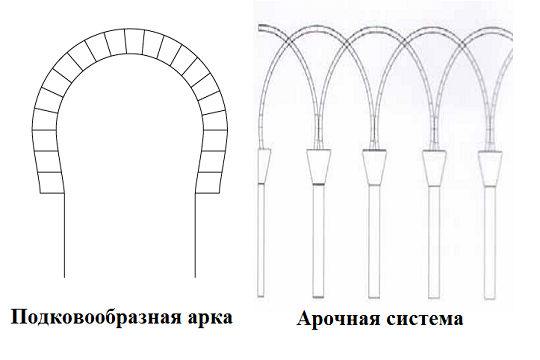 Подковообразная арка
Арочная система